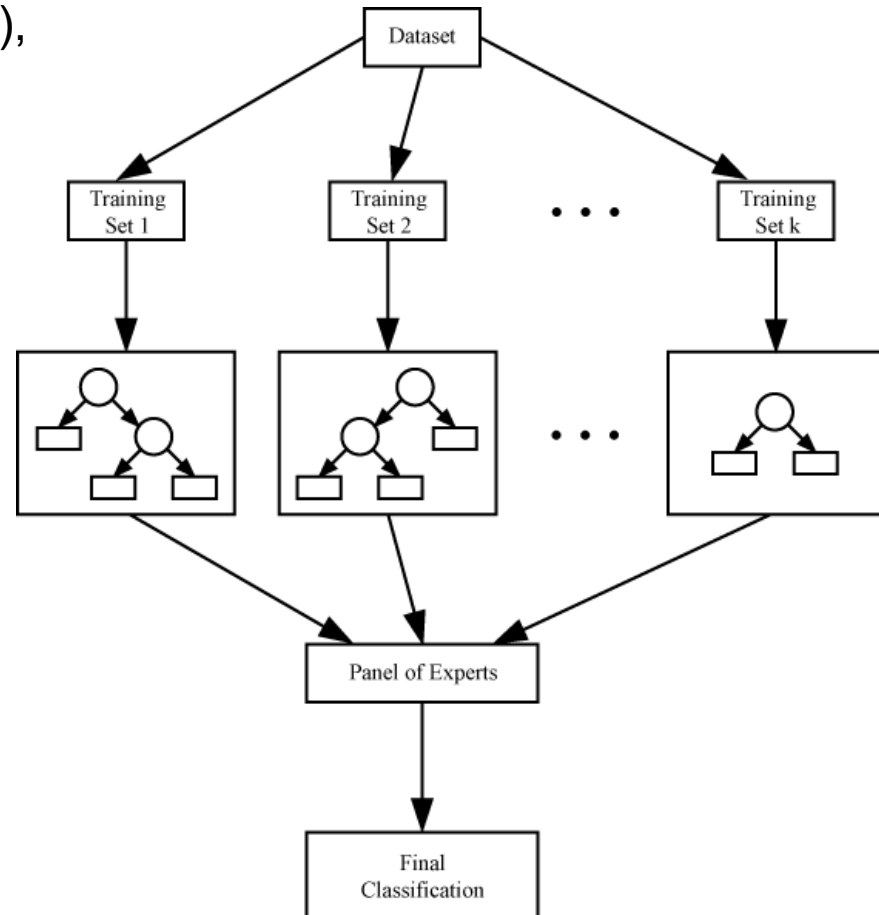 ),
Dataset
Training
Set 1
Training
Set 2
Training
Set k
Panel of Experts
Final
Classification